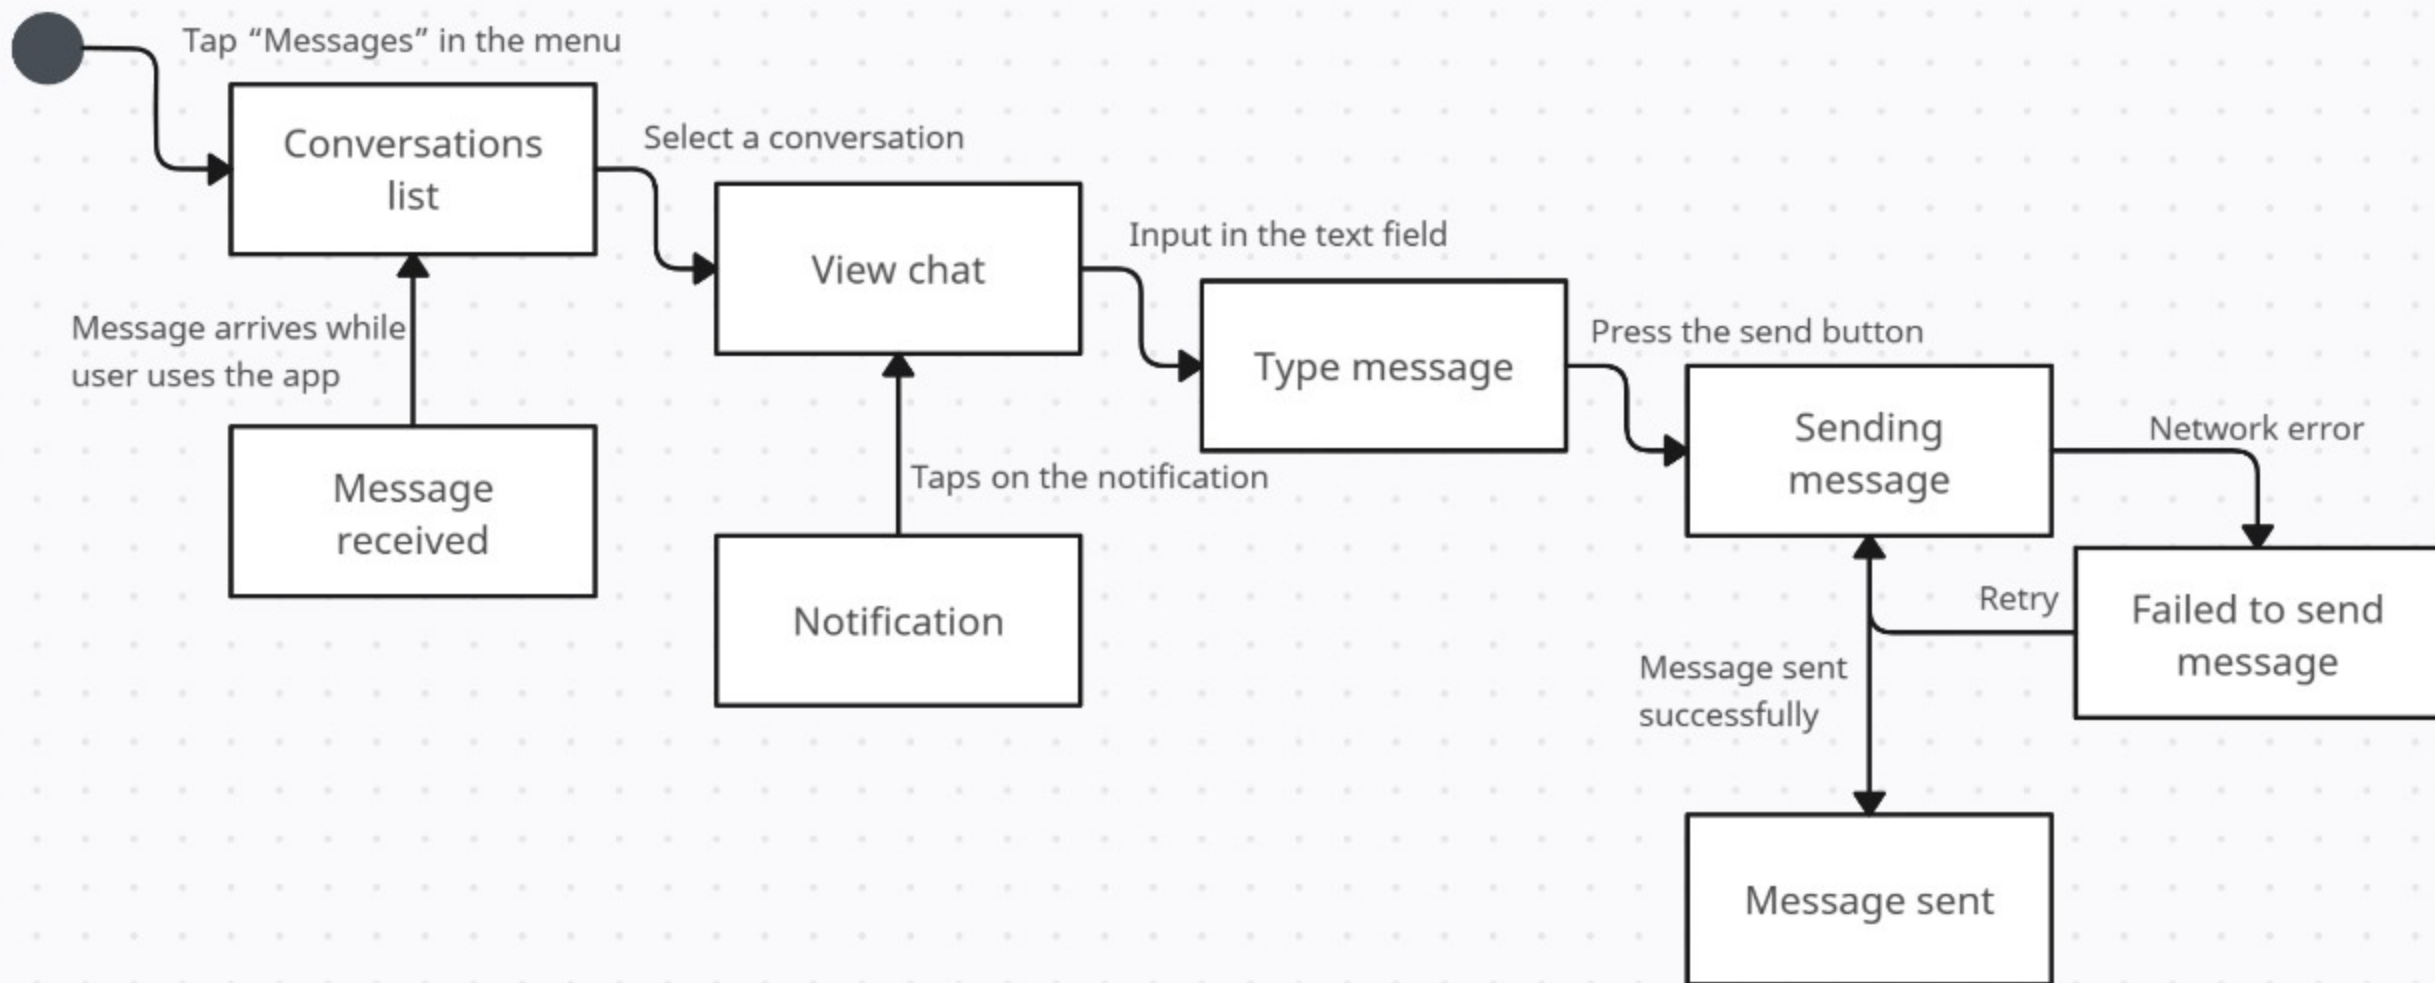 Tap “Messages” in the menu
Conversations
list
Select a conversation
View chat
Input in the text field
Type message
Press the send button
Sending
message
Network error
Message arrives while
user uses the app
Message
received
Taps on the notification
Notification
Retry
Failed to send
message
Message sent
successfully
Message sent